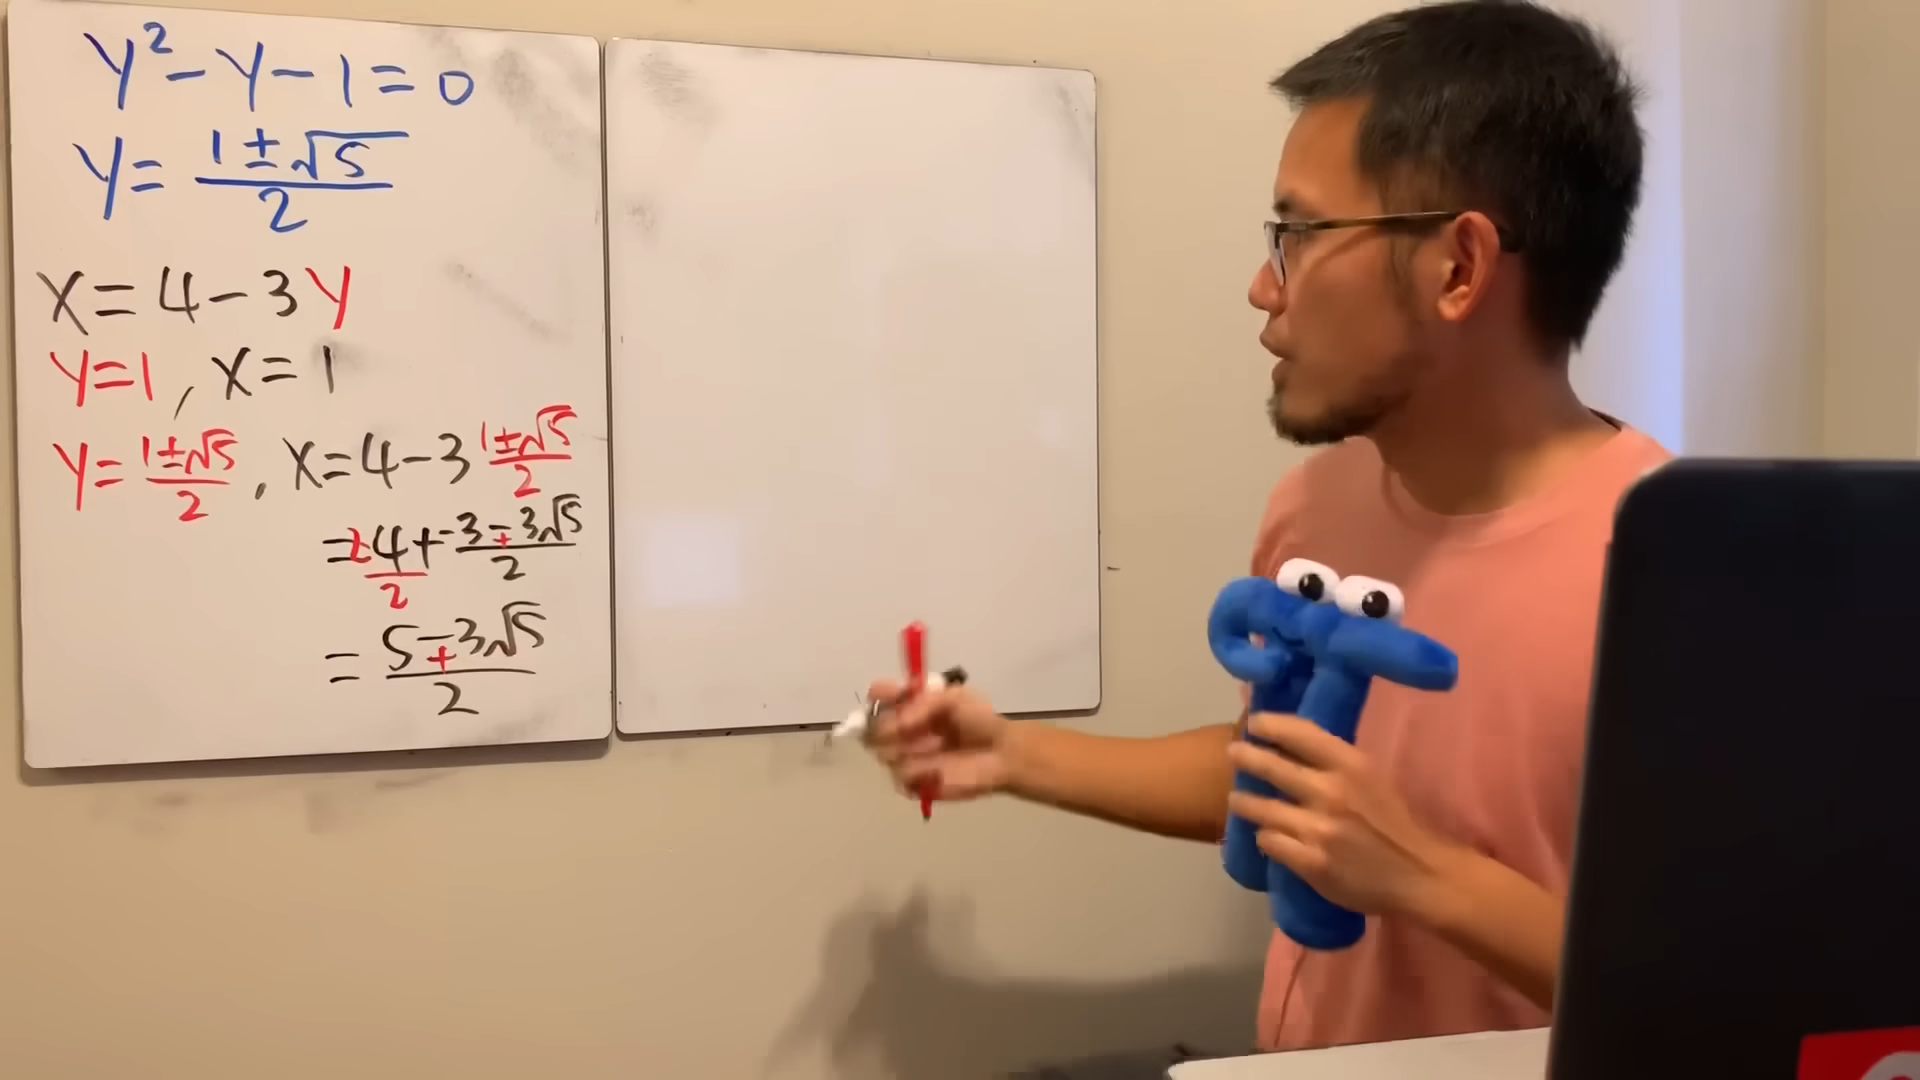 y² - y - 1 = 0
y = (1 ± √5)/2
x = 4 - 3y
y = 1, x = 1
y = (1 ± √5)/2, x = 4 - 3 (1 ± √5)/2
= 2·4/2 + (-3 ∓ 3√5)/2
= (5 ∓ 3√5)/2